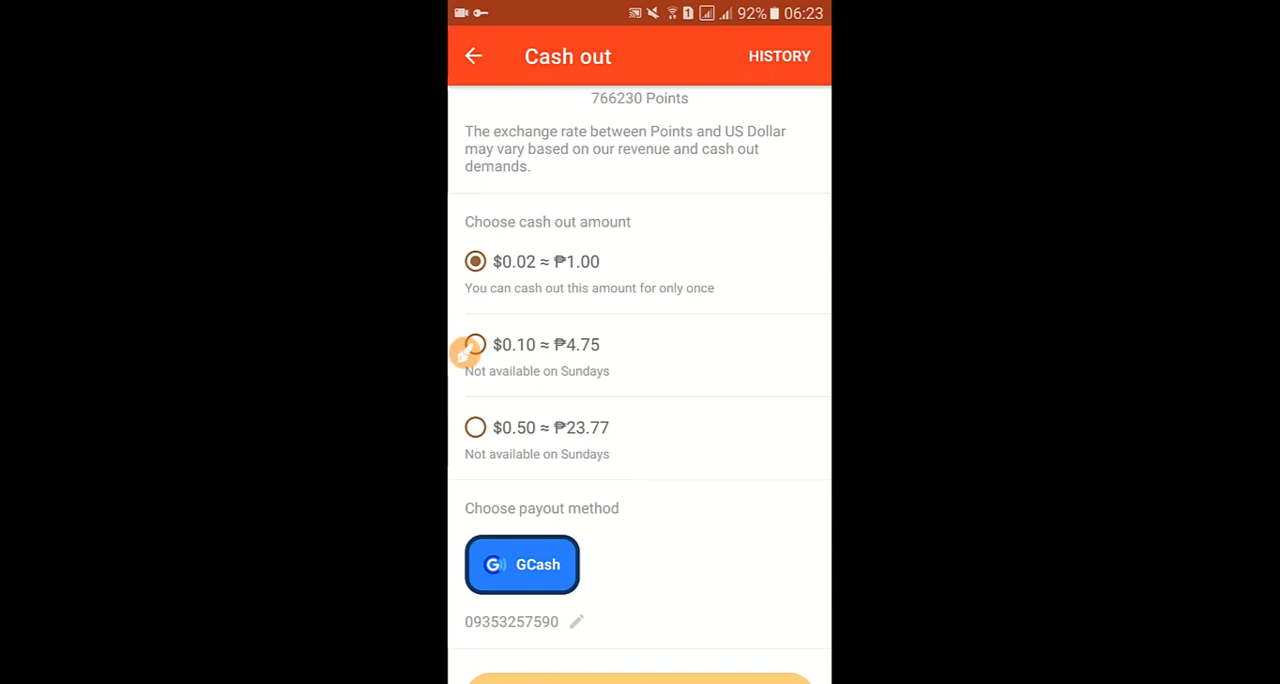 92% 06:23
Cash out HISTORY
766230 Points
The exchange rate between Points and US Dollar
may vary based on our revenue and cash out
demands.
Choose cash out amount
$0.02 ≈ ₱1.00
You can cash out this amount for only once
$0.10 ≈ ₱4.75
Not available on Sundays
$0.50 ≈ ₱23.77
Not available on Sundays
Choose payout method
G GCash
09353257590